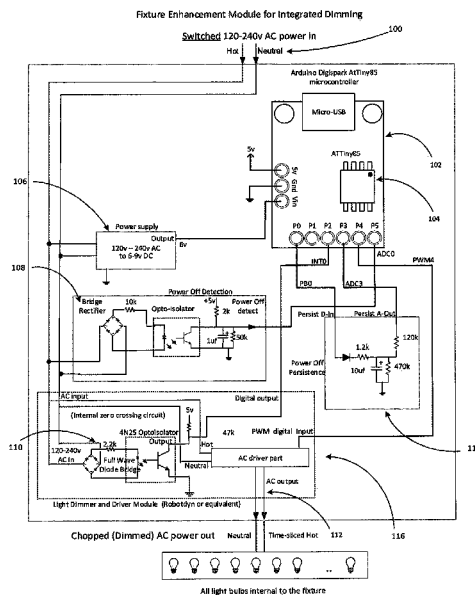 Fixture Enhancement Module for Integrated Dimming
Switched 120-240v AC power in
100
Hot
Neutral
Arduino Digispark AtTiny85
microcontroller
Micro-USB
102
ATTiny85
104
5v
5v
Gnd
Vin
106
Power supply
Output
120v – 240v AC
to 6-9v DC
8v
P0 P1 P2 P3 P4 P5
INT0
ADC0
PWM4
108
Power Off Detection
Bridge
Rectifier
10k
Opto-isolator
+5v
2k
Power Off
detect
1uf
50k
PB0
ADC3
Persist D-In
Persist A-Out
120k
1.2k
Power Off
Persistence
10uf
470k
11
AC input
Digital output
(Internal zero crossing circuit)
5v
110
4N25 OptoIsolator
Output
47k
PWM digital input
120-240v
AC In
2.2k
Full Wave
Diode Bridge
Hot
Neutral
AC driver part
AC output
Light Dimmer and Driver Module (Robotdyn or equivalent)
112
116
Chopped (Dimmed) AC power out
Neutral
Time-sliced Hot
..
All light bulbs internal to the fixture